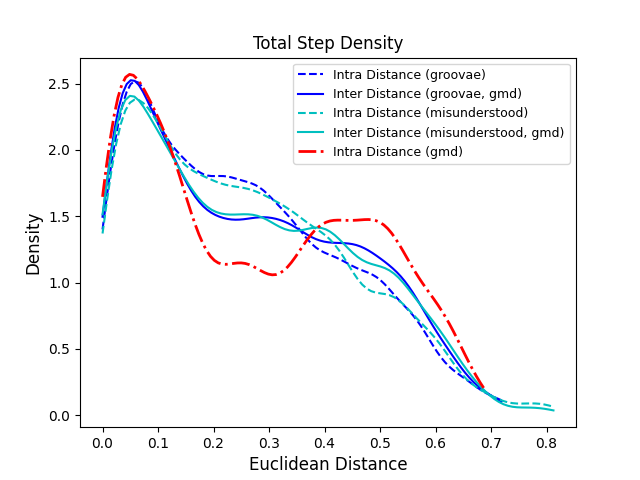 Total Step Density
Intra Distance (groovae)
Inter Distance (groovae, gmd)
Intra Distance (misunderstood)
Inter Distance (misunderstood, gmd)
Intra Distance (gmd)
Density
2.5
2.0
1.5
1.0
0.5
0.0
0.0 0.1 0.2 0.3 0.4 0.5 0.6 0.7 0.8
Euclidean Distance